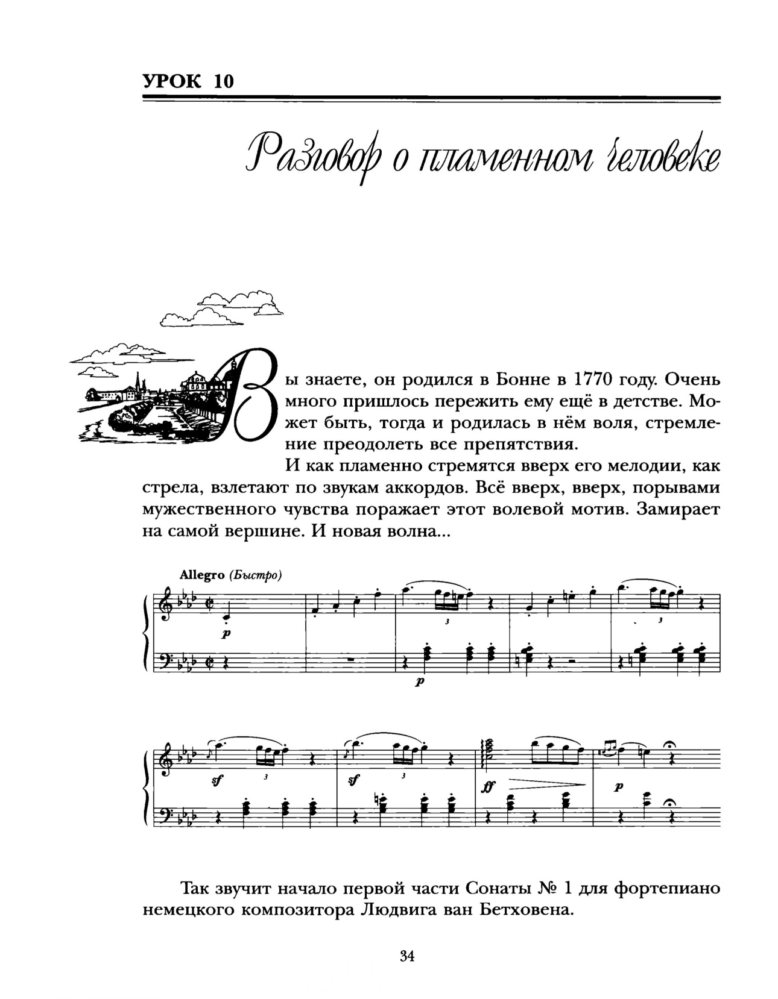 УРОК 10
Разговор о пламенном человеке
Вы знаете, он родился в Бонне в 1770 году. Очень
много пришлось пережить ему ещё в детстве. Мо-
жет быть, тогда и родилась в нём воля, стремле-
ние преодолеть все препятствия.
И как пламенно стремятся вверх его мелодии, как
стрела, взлетают по звукам аккордов. Всё вверх, вверх, порывами
мужественного чувства поражает этот волевой мотив. Замирает
на самой вершине. И новая волна...
Allegro (Быстро)
3 3
p
p
sf 3 sf 3 ff p
Так звучит начало первой части Сонаты № 1 для фортепиано
немецкого композитора Людвига ван Бетховена.
34